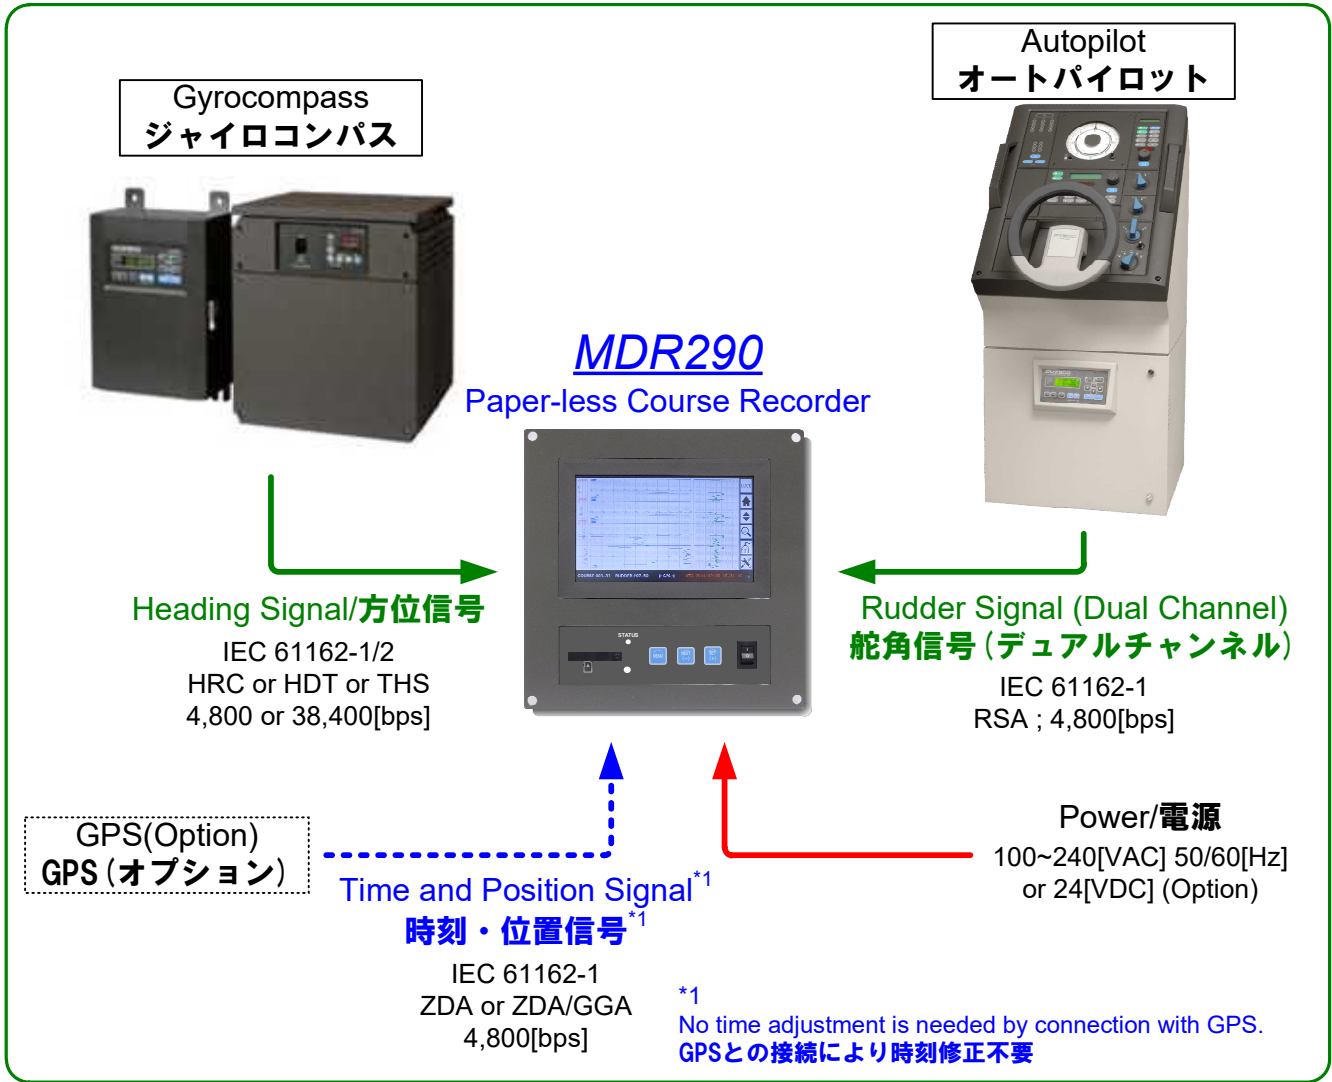 Autopilot
オートパイロット
Gyrocompass
ジャイロコンパス
MDR290
Paper-less Course Recorder
STATUS
Heading Signal/方位信号
IEC 61162-1/2
HRC or HDT or THS
4,800 or 38,400[bps]
Rudder Signal (Dual Channel)
舵角信号(デュアルチャンネル)
IEC 61162-1
RSA ; 4,800[bps]
GPS(Option)
GPS(オプション)
Time and Position Signal*1
時刻・位置信号*1
IEC 61162-1
ZDA or ZDA/GGA
4,800[bps]
Power/電源
100~240[VAC] 50/60[Hz]
or 24[VDC] (Option)
*1
No time adjustment is needed by connection with GPS.
GPSとの接続により時刻修正不要